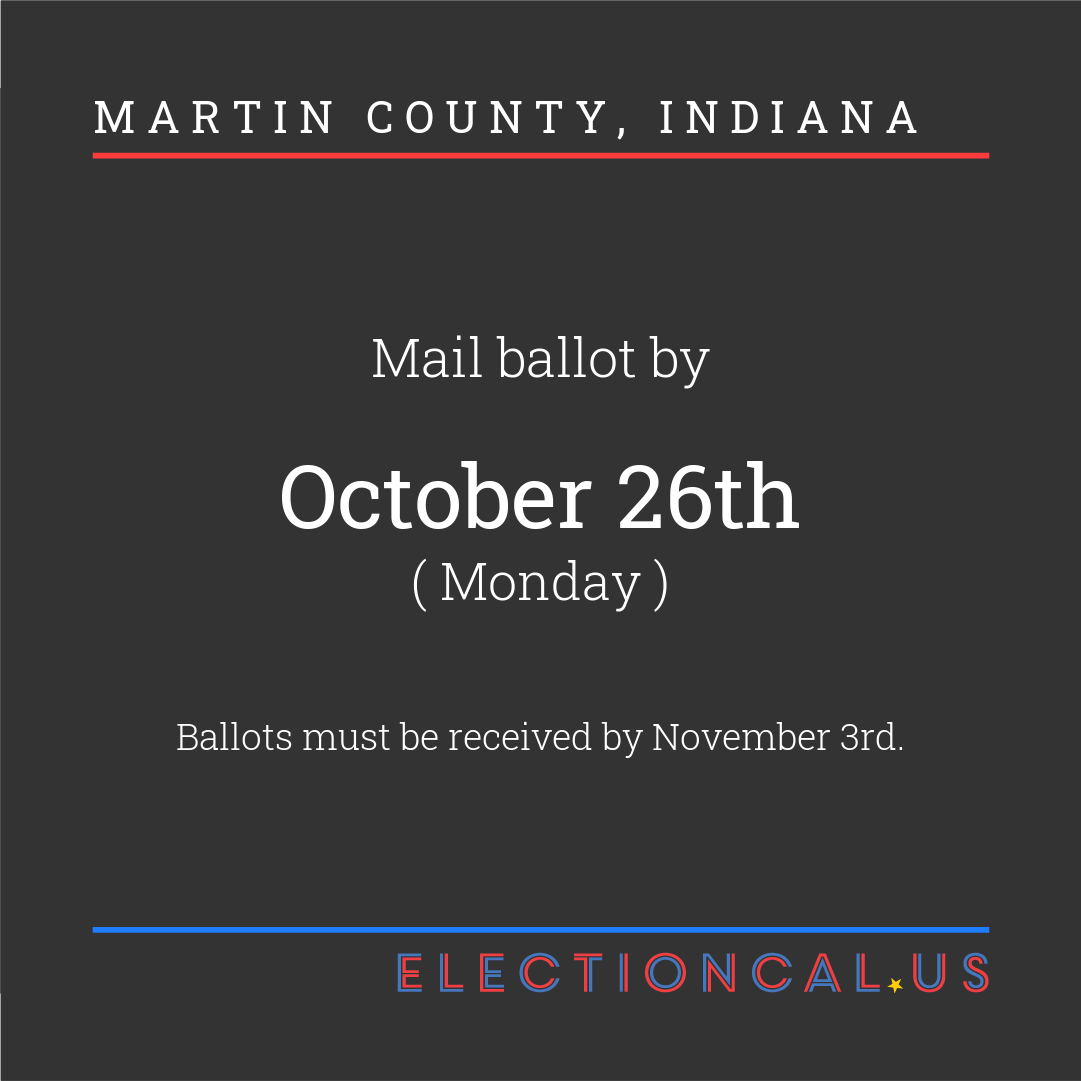 MARTIN COUNTY, INDIANA
Mail ballot by
October 26th
( Monday )
Ballots must be received by November 3rd.
ELECTIONCAL.US